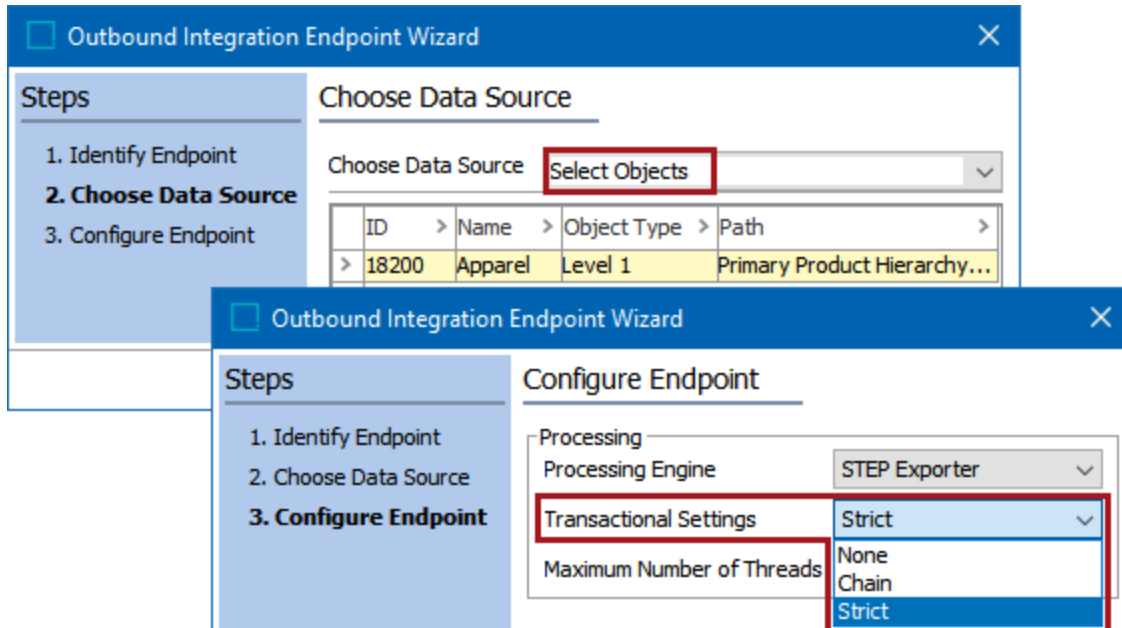 Outbound Integration Endpoint Wizard
Steps
1. Identify Endpoint
2. Choose Data Source
3. Configure Endpoint
Choose Data Source
Choose Data Source Select Objects
ID Name Object Type Path
18200 Apparel Level 1 Primary Product Hierarchy...
Outbound Integration Endpoint Wizard
Steps
1. Identify Endpoint
2. Choose Data Source
3. Configure Endpoint
Configure Endpoint
Processing
Processing Engine STEP Exporter
Transactional Settings Strict
None
Chain
Strict
Maximum Number of Threads